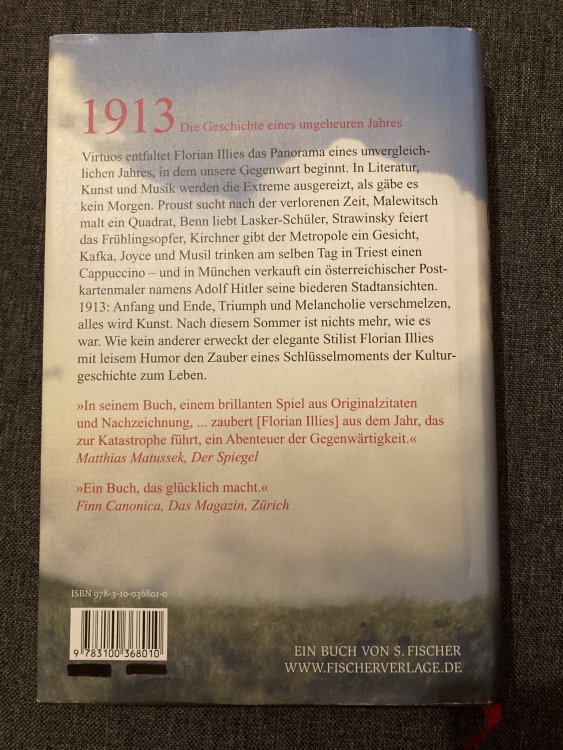 1913 Die Geschichte eines ungeheuren Jahres
Virtuos entfaltet Florian Illies das Panorama eines unvergleich-
lichen Jahres, in dem unsere Gegenwart beginnt. In Literatur,
Kunst und Musik werden die Extreme ausgereizt, als gäbe es
kein Morgen. Proust sucht nach der verlorenen Zeit, Malewitsch
malt ein Quadrat, Benn liebt Lasker-Schüler, Strawinsky feiert
das Frühlingsopfer, Kirchner gibt der Metropole ein Gesicht,
Kafka, Joyce und Musil trinken am selben Tag in Triest einen
Cappuccino – und in München verkauft ein österreichischer Post-
kartenmaler namens Adolf Hitler seine biederen Stadtansichten.
1913: Anfang und Ende, Triumph und Melancholie verschmelzen,
alles wird Kunst. Nach diesem Sommer ist nichts mehr, wie es
war. Wie kein anderer erweckt der elegante Stilist Florian Illies
mit leisem Humor den Zauber eines Schlüsselmoments der Kultur-
geschichte zum Leben.
»In seinem Buch, einem brillanten Spiel aus Originalzitaten
und Nachzeichnung, ... zaubert [Florian Illies] aus dem Jahr, das
zur Katastrophe führt, ein Abenteuer der Gegenwärtigkeit.«
Matthias Matussek, Der Spiegel
»Ein Buch, das glücklich macht.«
Finn Canonica, Das Magazin, Zürich
ISBN 978-3-10-036801-0
9 783100 368010
EIN BUCH VON S. FISCHER
WWW.FISCHERVERLAGE.DE